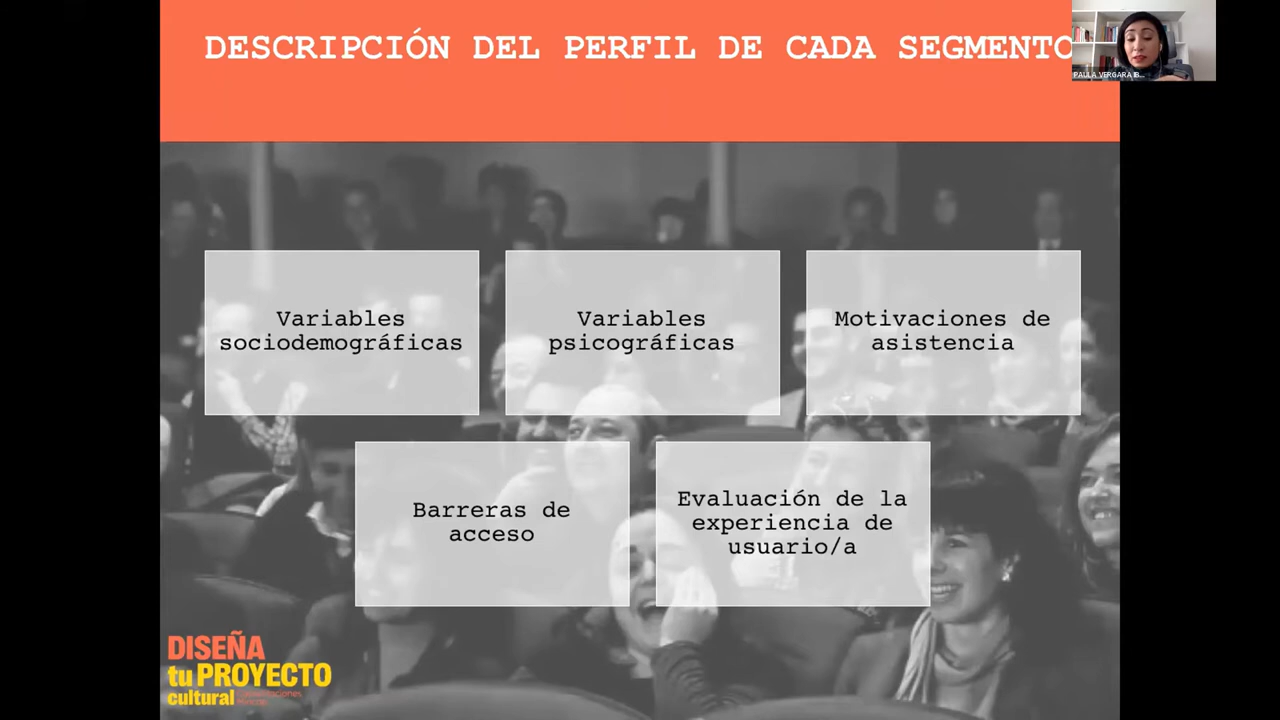 DESCRIPCIÓN DEL PERFIL DE CADA SEGMENTO
PAULA VERGARA B...
Variables
sociodemográficas
Variables
psicográficas
Motivaciones de
asistencia
Barreras de
acceso
Evaluación de la
experiencia de
usuario/a
DISEÑA
tu PROYECTO
cultural